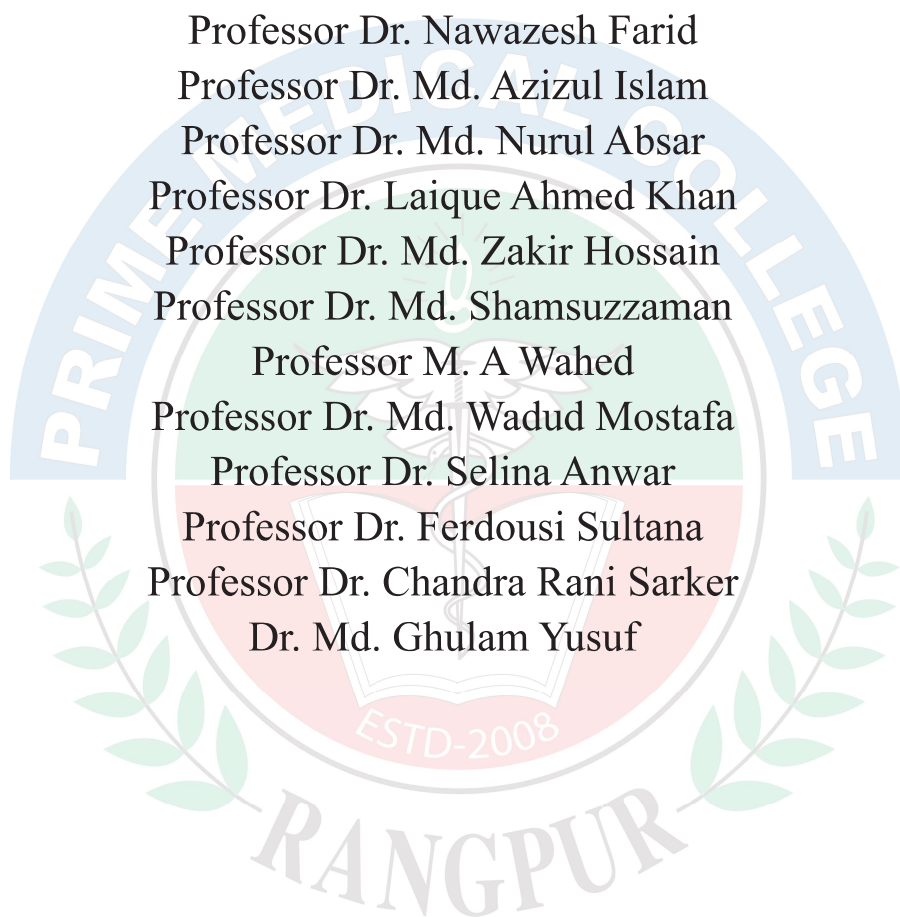 Professor Dr. Nawazesh Farid
Professor Dr. Md. Azizul Islam
Professor Dr. Md. Nurul Absar
Professor Dr. Laique Ahmed Khan
Professor Dr. Md. Zakir Hossain
Professor Dr. Md. Shamsuzzaman
Professor M. A Wahed
Professor Dr. Md. Wadud Mostafa
Professor Dr. Selina Anwar
Professor Dr. Ferdousi Sultana
Professor Dr. Chandra Rani Sarker
Dr. Md. Ghulam Yusuf
PRIME MEDICAL COLLEGE
ESTD-2008
RANGPUR